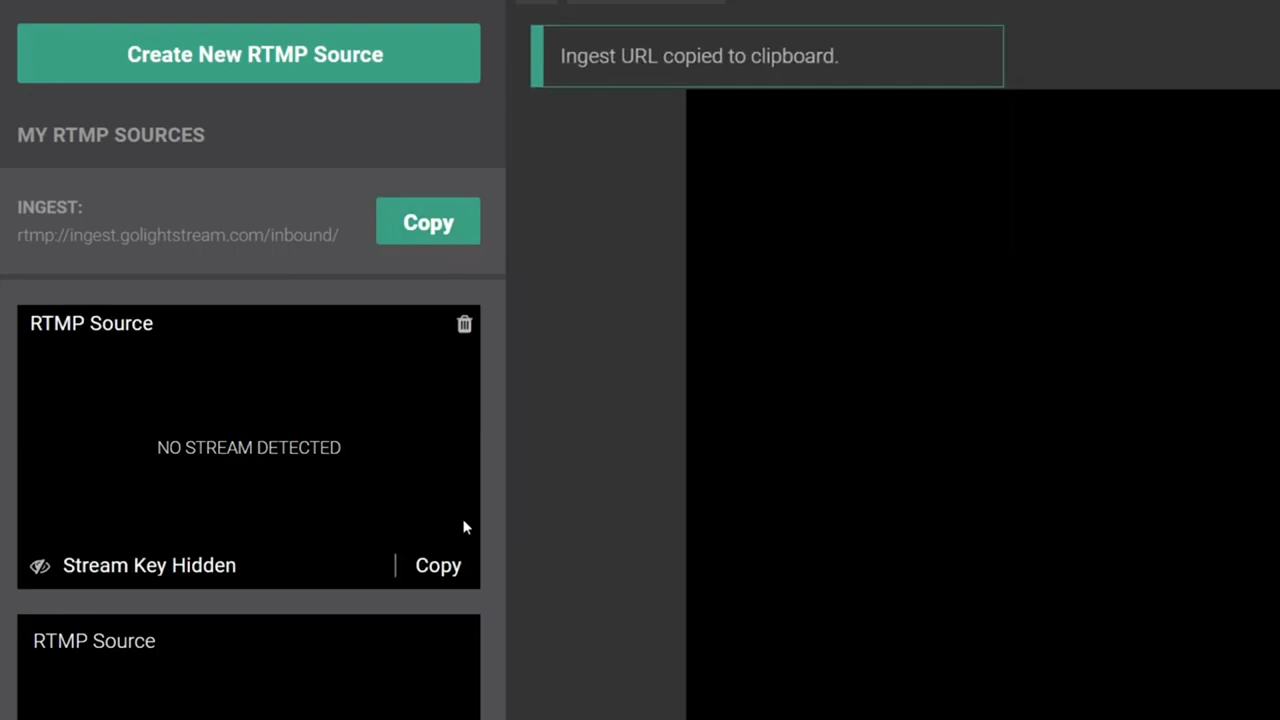 Create New RTMP Source
Ingest URL copied to clipboard.
MY RTMP SOURCES
INGEST:
rtmp://ingest.golightstream.com/inbound/
Copy
RTMP Source
NO STREAM DETECTED
Stream Key Hidden
Copy
RTMP Source